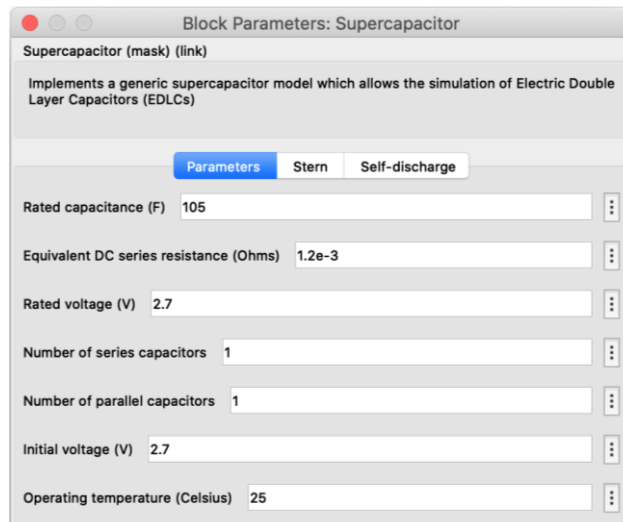 Block Parameters: Supercapacitor
Supercapacitor (mask) (link)
Implements a generic supercapacitor model which allows the simulation of Electric Double
Layer Capacitors (EDLCs)
Parameters Stern Self-discharge
Rated capacitance (F) 105
Equivalent DC series resistance (Ohms) 1.2e-3
Rated voltage (V) 2.7
Number of series capacitors 1
Number of parallel capacitors 1
Initial voltage (V) 2.7
Operating temperature (Celsius) 25